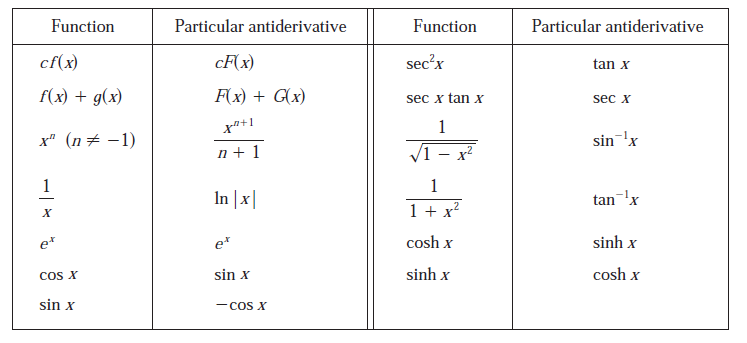 Function Particular antiderivative Function Particular antiderivative
cf(x) cF(x) sec²x tan x
f(x) + g(x) F(x) + G(x) sec x tan x sec x
xⁿ (n ≠ −1) xⁿ⁺¹/(n + 1) 1/√(1 − x²) sin⁻¹x
1/x ln |x| 1/(1 + x²) tan⁻¹x
eˣ eˣ cosh x sinh x
cos x sin x sinh x cosh x
sin x −cos x